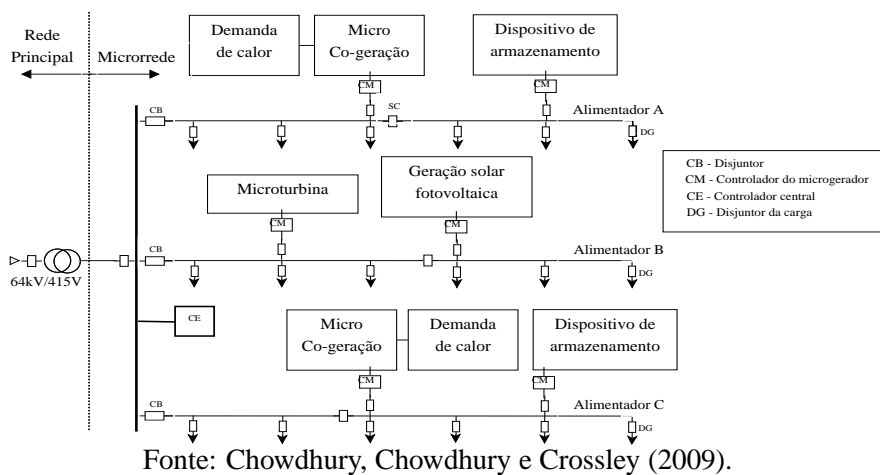 Rede
Principal
Microrrede
Demanda
de calor
Micro
Co-geração
Dispositivo de
armazenamento
CM
CM
CB
SC
Alimentador A
DG
CB - Disjuntor
CM - Controlador do microgerador
CE - Controlador central
DG - Disjuntor da carga
Microturbina
Geração solar
fotovoltaica
CM
CM
CB
Alimentador B
DG
64kV/415V
CE
Micro
Co-geração
Demanda
de calor
Dispositivo de
armazenamento
CM
CM
CB
Alimentador C
DG
Fonte: Chowdhury, Chowdhury e Crossley (2009).